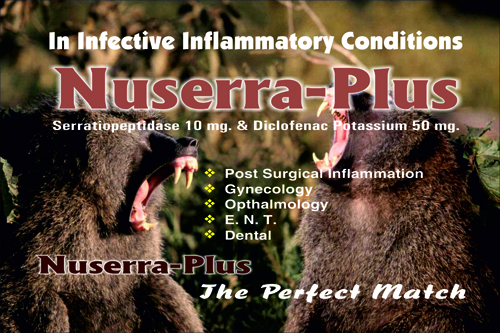 In Infective Inflammatory Conditions
Nuserra-Plus
Serratiopeptidase 10 mg. & Diclofenac Potassium 50 mg.
Post Surgical Inflammation
Gynecology
Opthalmology
E. N. T.
Dental
Nuserra-Plus
The Perfect Match